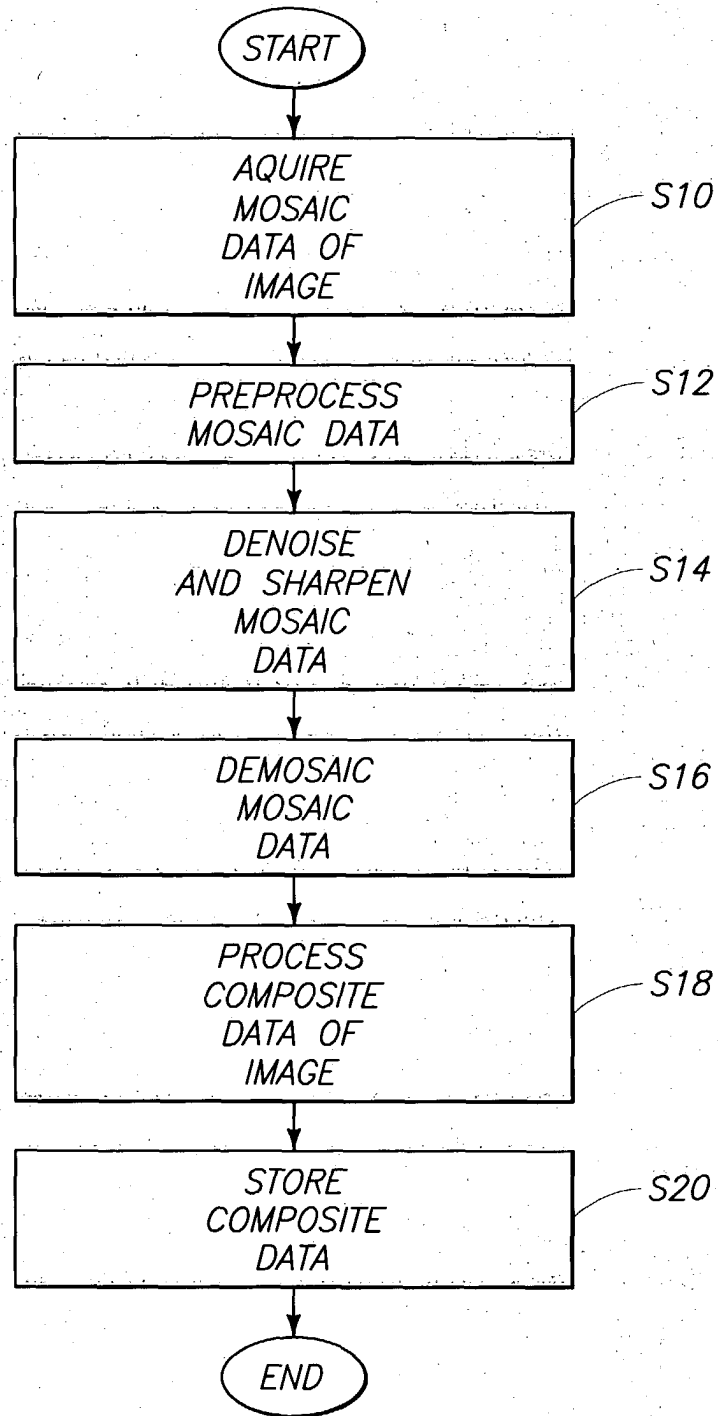 START
AQUIRE
MOSAIC
DATA OF
IMAGE
S10
PREPROCESS
MOSAIC DATA
S12
DENOISE
AND SHARPEN
MOSAIC
DATA
S14
DEMOSAIC
MOSAIC
DATA
S16
PROCESS
COMPOSITE
DATA OF
IMAGE
S18
STORE
COMPOSITE
DATA
S20
END